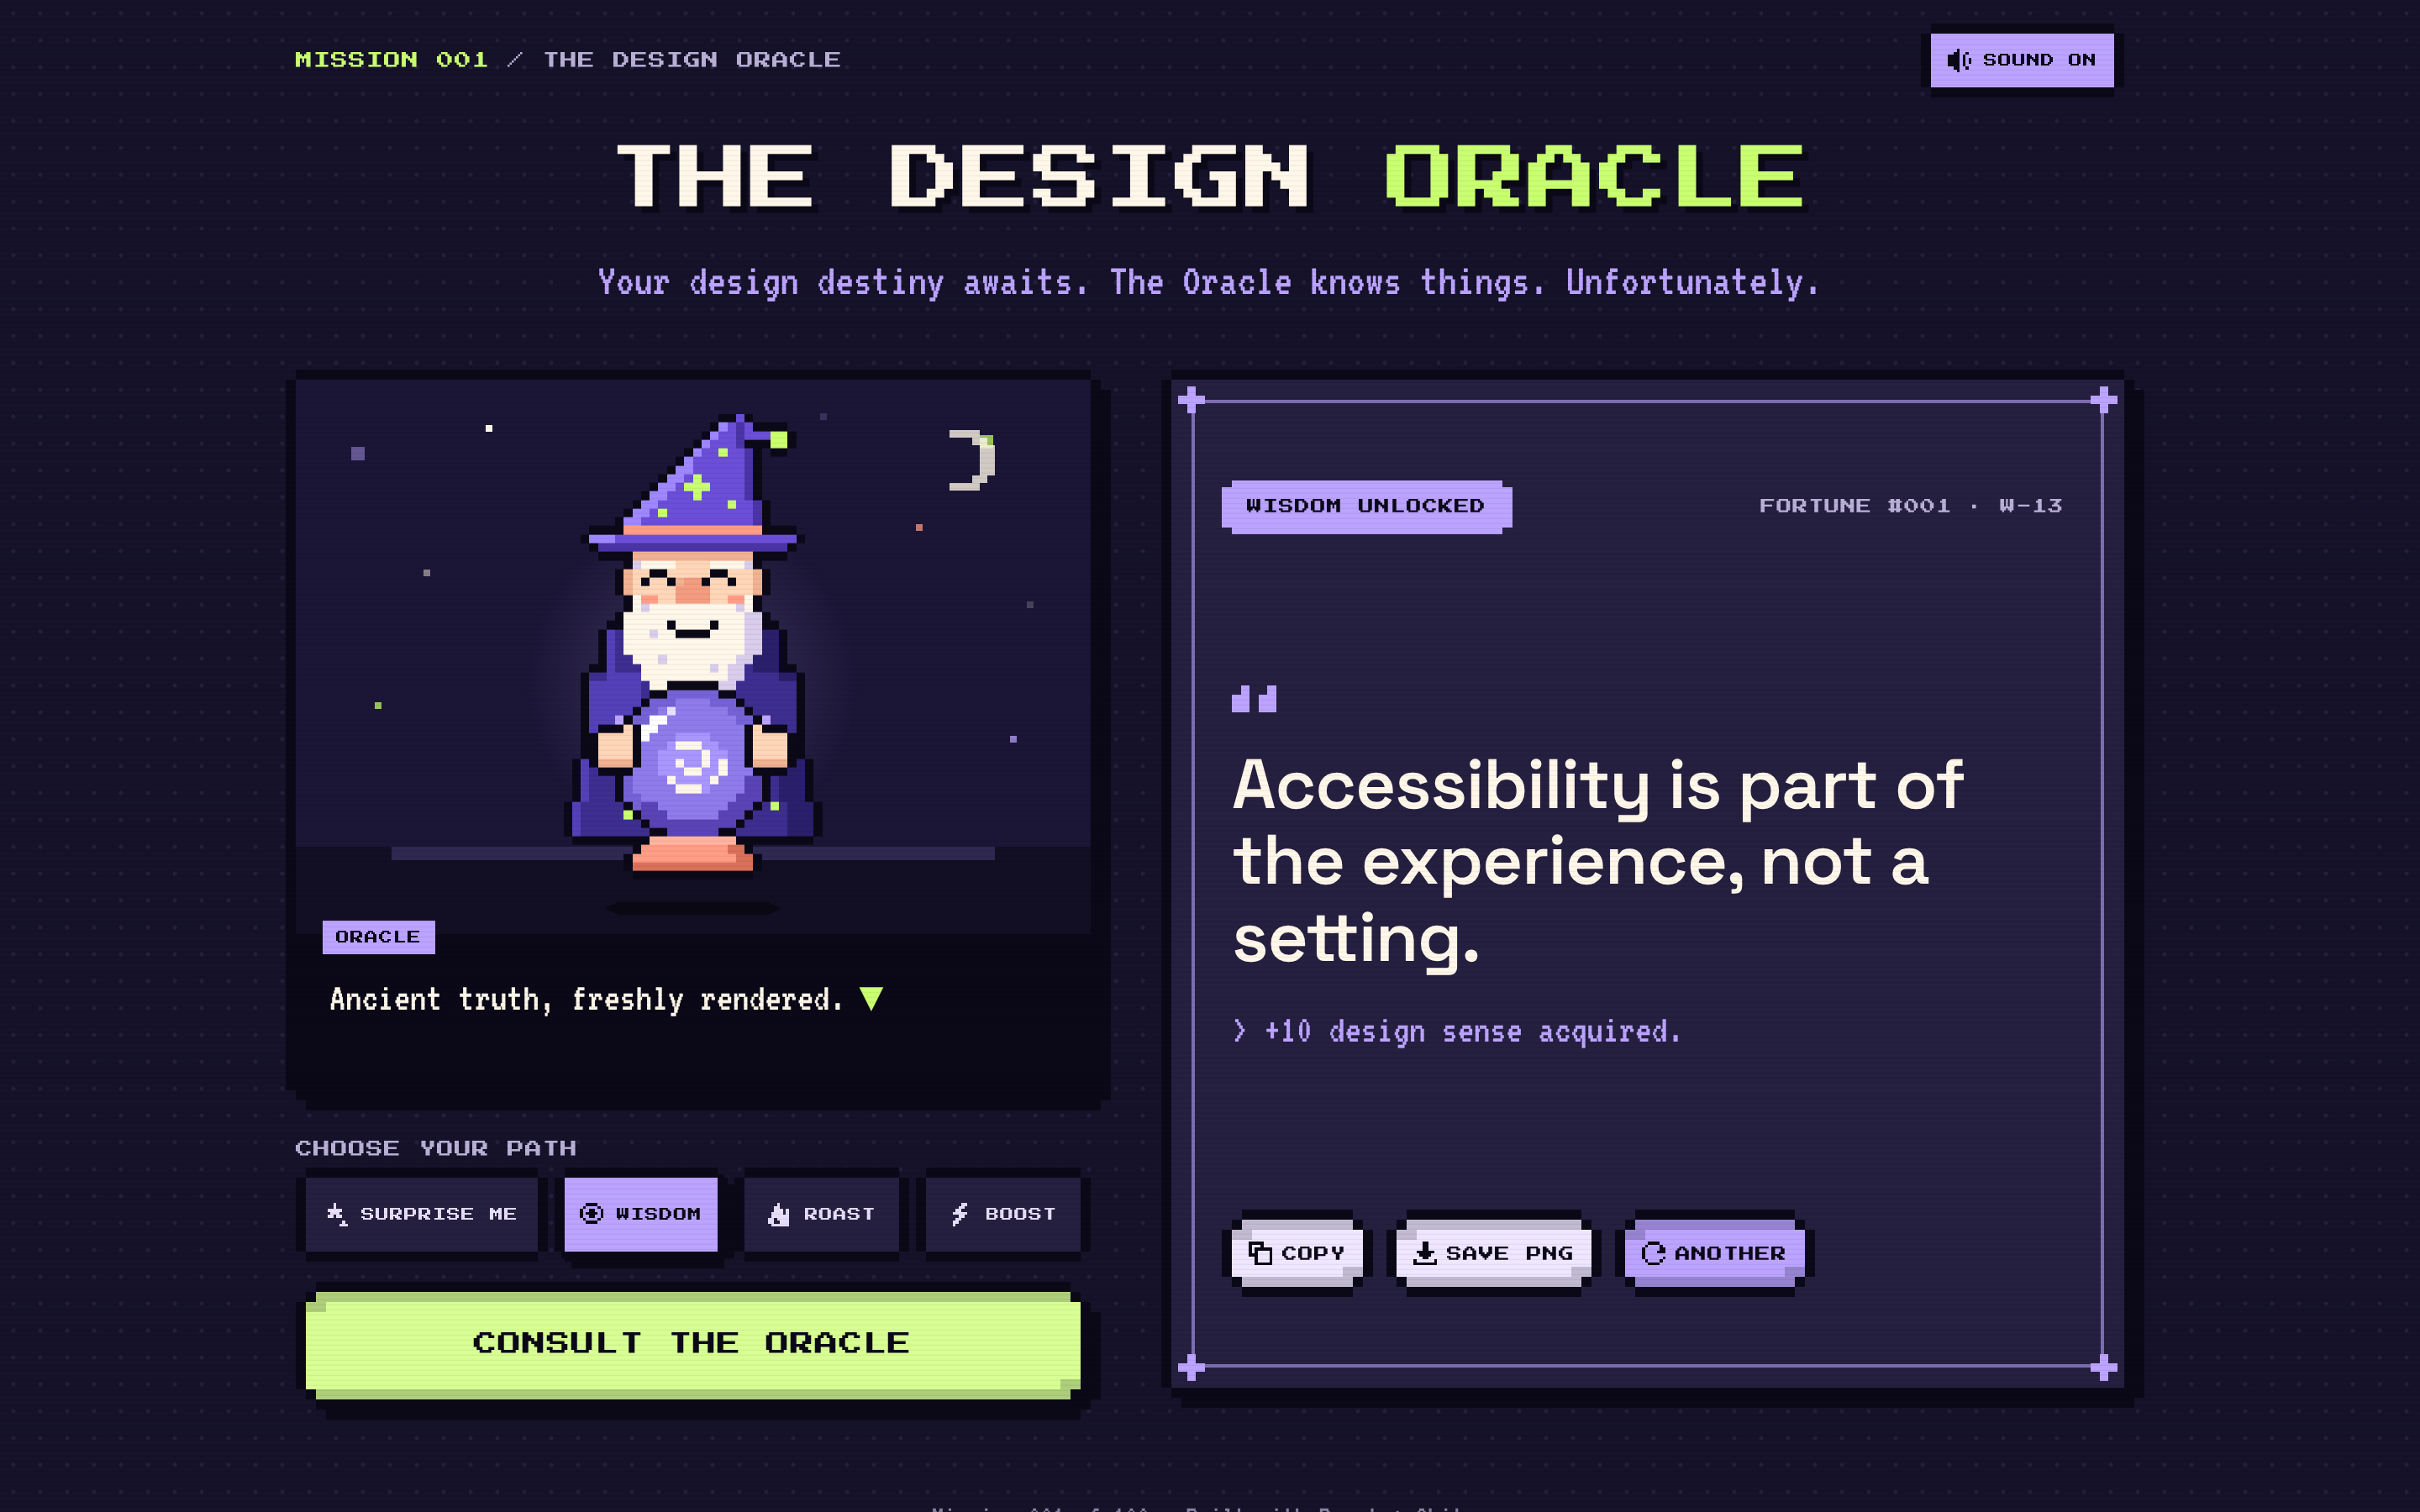 MISSION 001 / THE DESIGN ORACLE
SOUND ON
THE DESIGN ORACLE
Your design destiny awaits. The Oracle knows things. Unfortunately.
WISDOM UNLOCKED
FORTUNE #001 · W-13
"
Accessibility is part of
the experience, not a
setting.
> +10 design sense acquired.
ORACLE
Ancient truth, freshly rendered. ▼
CHOOSE YOUR PATH
SURPRISE ME
WISDOM
ROAST
BOOST
CONSULT THE ORACLE
COPY
SAVE PNG
ANOTHER